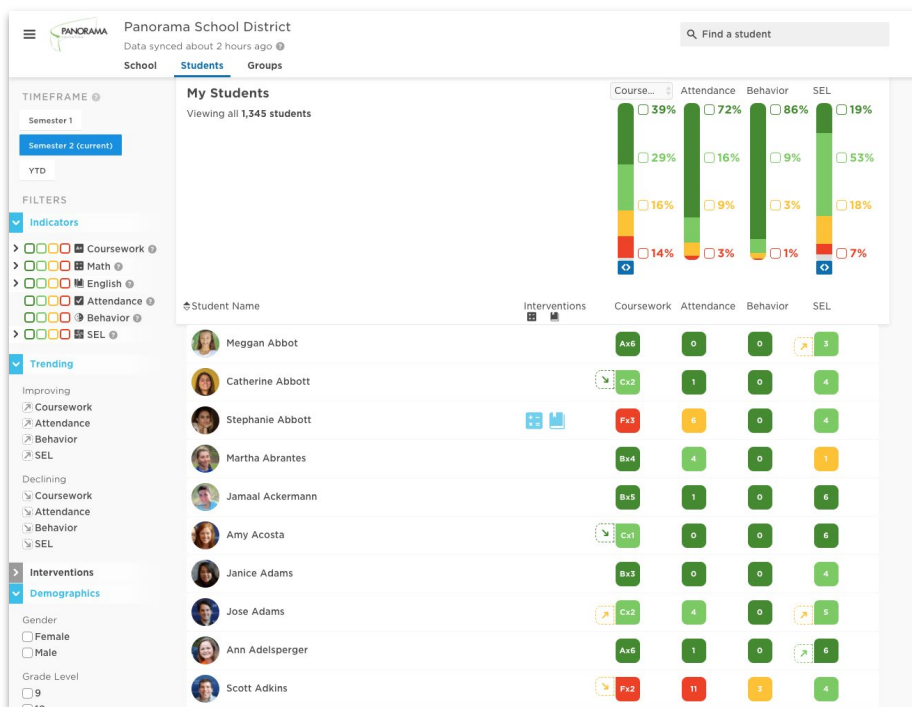 PANORAMA
Panorama School District
Data synced about 2 hours ago
Find a student
School Students Groups
TIMEFRAME
Semester 1
Semester 2 (current)
YTD
FILTERS
Indicators
Coursework
Math
English
Attendance
Behavior
SEL
Trending
Improving
Coursework
Attendance
Behavior
SEL
Declining
Coursework
Attendance
Behavior
SEL
Interventions
Demographics
Gender
Female
Male
Grade Level
9
My Students
Viewing all 1,345 students
Course... Attendance Behavior SEL
39% 72% 86% 19%
29% 16% 9% 53%
16% 9% 3% 18%
14% 3% 1% 7%
Student Name Interventions Coursework Attendance Behavior SEL
Meggan Abbot Ax6 0 0 3
Catherine Abbott Cx2 1 0 4
Stephanie Abbott Fx3 6 0 4
Martha Abrantes Bx4 4 0 1
Jamaal Ackermann Bx5 1 0 6
Amy Acosta Cx1 0 0 6
Janice Adams Bx3 0 0 4
Jose Adams Cx2 4 0 5
Ann Adelsperger Ax6 1 0 6
Scott Adkins Fx2 11 3 4